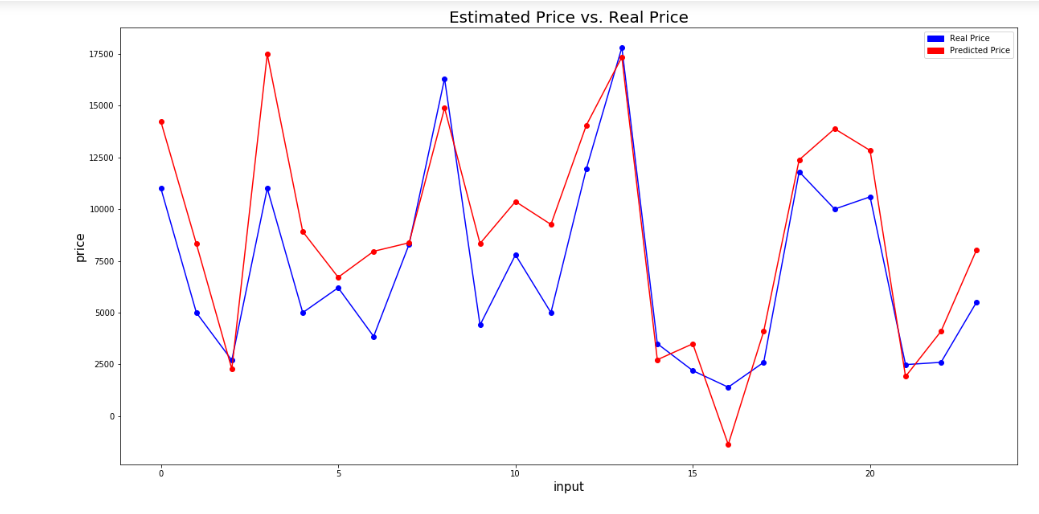 Estimated Price vs. Real Price
Real Price
Predicted Price
17500
15000
12500
10000
7500
5000
2500
0
price
0
5
10
15
20
input